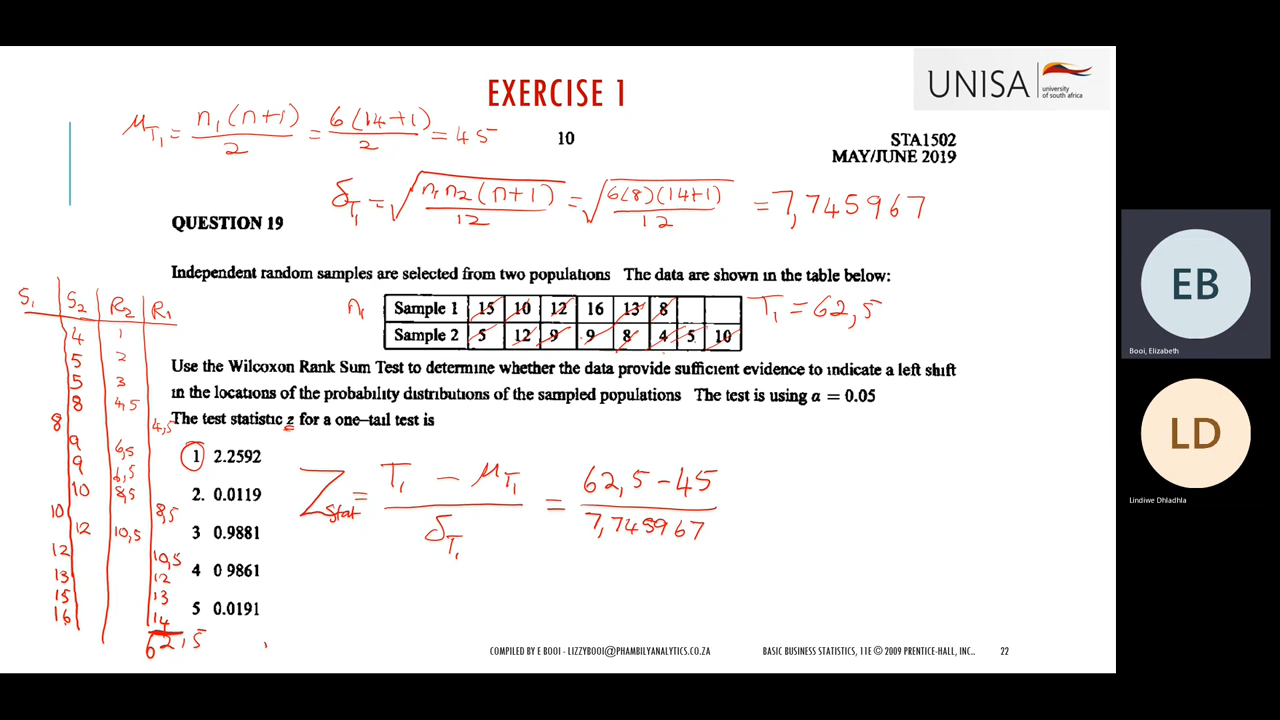 EXERCISE 1
UNISA university of south africa
μT₁ = n₁(n+1)/2 = 6(14+1)/2 = 45
10
STA1502
MAY/JUNE 2019
δT₁ = √(n₁n₂(n+1)/12) = √(6(8)(14+1)/12) = 7,745967
QUESTION 19
Independent random samples are selected from two populations The data are shown in the table below:
n₁ Sample 1 15 10 12 16 13 8 T₁ = 62,5
Sample 2 5 12 9 9 8 4 5 10
Use the Wilcoxon Rank Sum Test to determine whether the data provide sufficient evidence to indicate a left shift
in the locations of the probability distributions of the sampled populations The test is using α = 0.05
The test statistic z for a one–tail test is
1 2.2592
2. 0.0119
3 0.9881
4 0.9861
5 0.0191
Zstat = T₁ - μT₁ / δT₁ = 62,5 - 45 / 7,745967
S₁ S₂ R₂ R₁
4 1
5 2
5 3
8 4,5
8 4,5
9 6,5
9 6,5
10 8,5
10 8,5
12 10,5
12 10,5
13 12
15 13
16 14
62,5
COMPILED BY E BOOI - LIZZYBOOI@PHAMBILYANALYTICS.CO.ZA
BASIC BUSINESS STATISTICS, 11E © 2009 PRENTICE-HALL, INC..
22
EB
Booi, Elizabeth
LD
Lindiwe Dhladhla